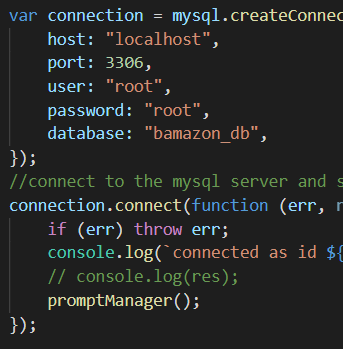 var connection = mysql.createConnec
host: "localhost",
port: 3306,
user: "root",
password: "root",
database: "bamazon_db",
});
//connect to the mysql server and s
connection.connect(function (err, r
if (err) throw err;
console.log(`connected as id ${
// console.log(res);
promptManager();
});